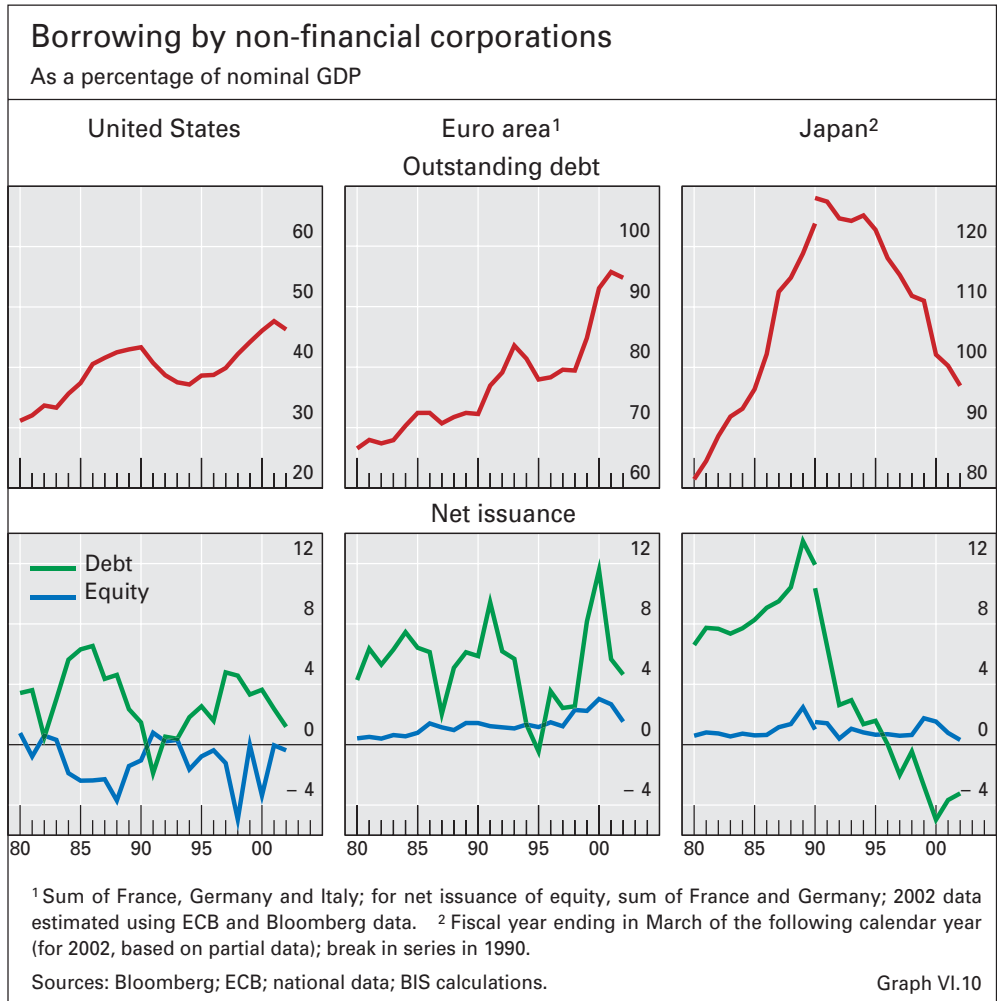 Borrowing by non-financial corporations
As a percentage of nominal GDP
United States
Euro area¹
Japan²
Outstanding debt
60
50
40
30
20
100
90
80
70
60
120
110
100
90
80
Net issuance
Debt
Equity
12
8
4
0
– 4
12
8
4
0
– 4
12
8
4
0
– 4
80 85 90 95 00
80 85 90 95 00
80 85 90 95 00
¹ Sum of France, Germany and Italy; for net issuance of equity, sum of France and Germany; 2002 data
estimated using ECB and Bloomberg data. ² Fiscal year ending in March of the following calendar year
(for 2002, based on partial data); break in series in 1990.
Sources: Bloomberg; ECB; national data; BIS calculations.
Graph VI.10